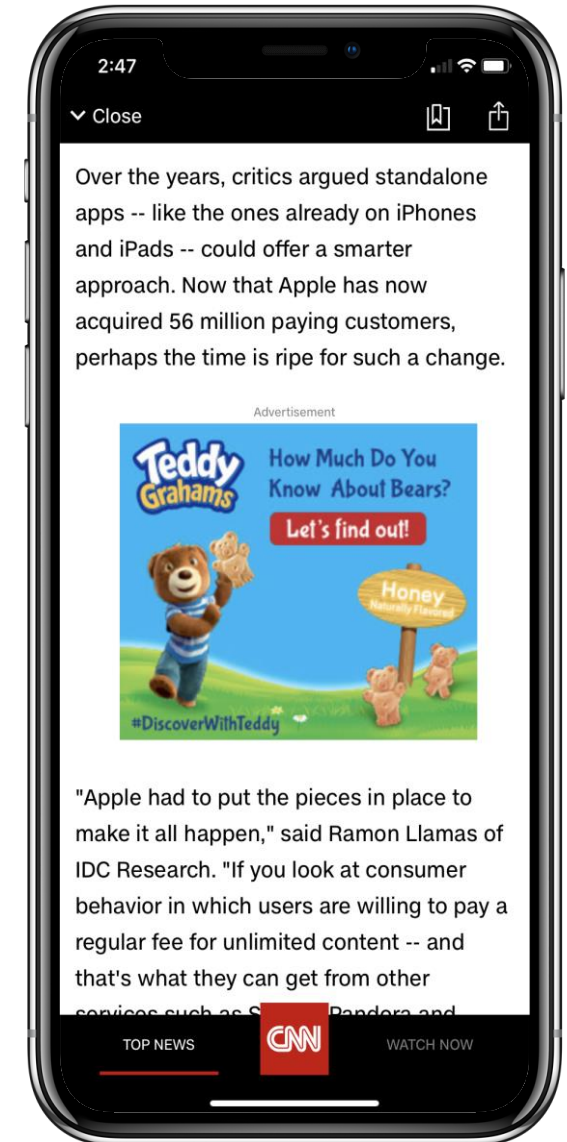 2:47
Close
Over the years, critics argued standalone
apps -- like the ones already on iPhones
and iPads -- could offer a smarter
approach. Now that Apple has now
acquired 56 million paying customers,
perhaps the time is ripe for such a change.
Advertisement
Teddy
Grahams
How Much Do You
Know About Bears?
Let's find out!
Honey
Naturally Flavored
#DiscoverWithTeddy
"Apple had to put the pieces in place to
make it all happen," said Ramon Llamas of
IDC Research. "If you look at consumer
behavior in which users are willing to pay a
regular fee for unlimited content -- and
that's what they can get from other
services such as Pandora and
TOP NEWS
CNN
WATCH NOW